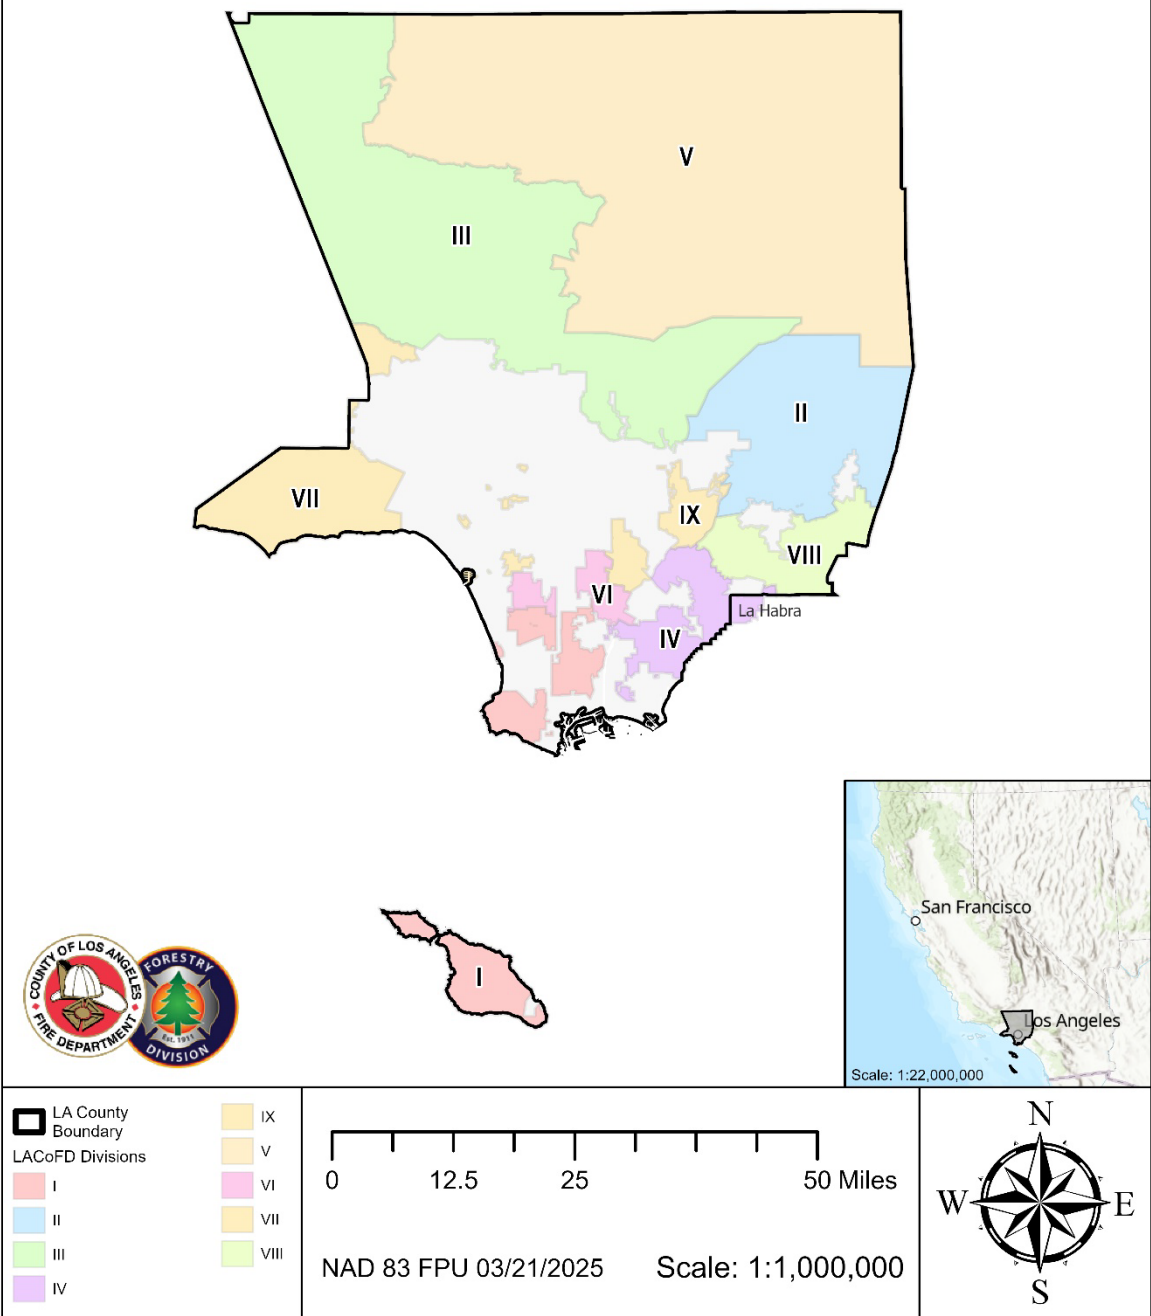 V
III
II
VII
IX
VIII
VI
La Habra
IV
San Francisco
Los Angeles
Scale: 1:22,000,000
I
COUNTY OF LOS ANGELES
FIRE DEPARTMENT
FORESTRY
Est. 1911
DIVISION
LA County
Boundary
LACoFD Divisions
I
II
III
IV
IX
V
VI
VII
VIII
0 12.5 25 50 Miles
NAD 83 FPU 03/21/2025 Scale: 1:1,000,000
N
W E
S